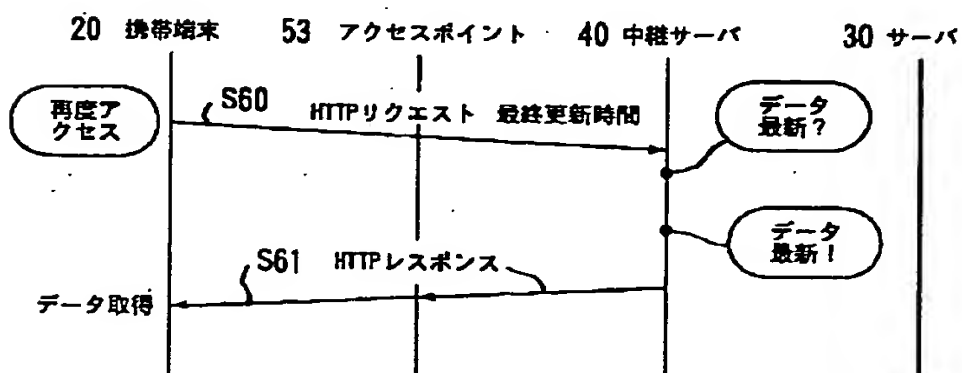 20 携帯端末 53 アクセスポイント 40 中継サーバ 30 サーバ
再度ア
クセス
S60 HTTPリクエスト 最終更新時間
データ
最新？
データ
最新！
S61 HTTPレスポンス
データ取得